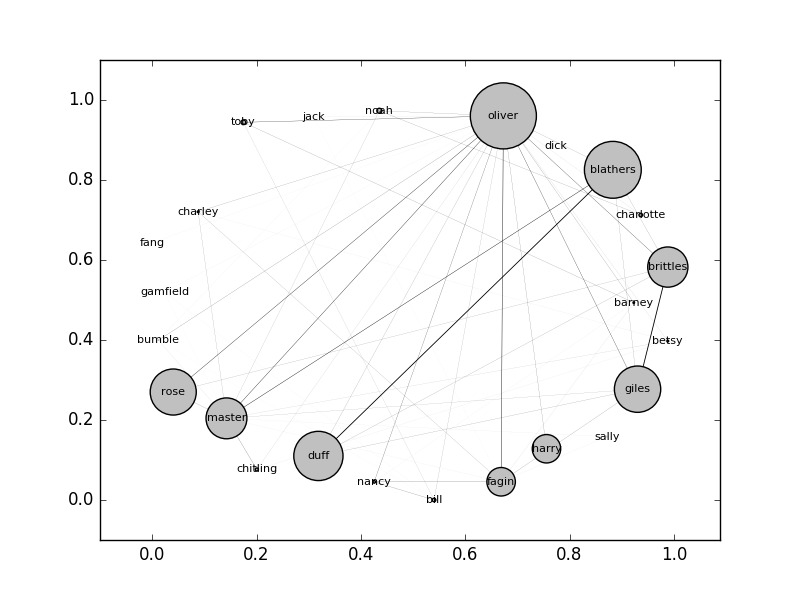 1.0
0.8
0.6
0.4
0.2
0.0
noah
jack
toby
oliver
dick
blathers
charley
charlotte
fang
brittles
gamfield
barney
bumble
betsy
rose
giles
master
sally
harry
duff
chitling
nancy
fagin
bill
0.0 0.2 0.4 0.6 0.8 1.0